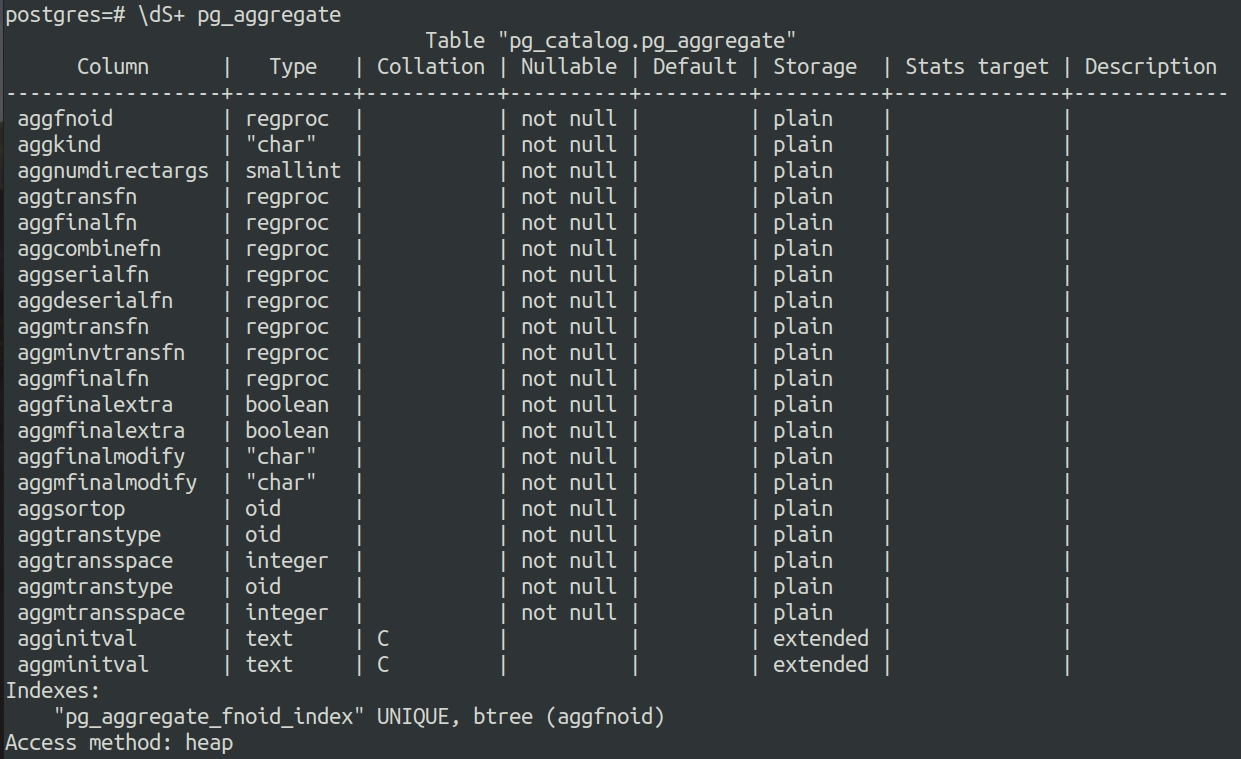 postgres=# \dS+ pg_aggregate
                                   Table "pg_catalog.pg_aggregate"
      Column      |   Type   | Collation | Nullable | Default | Storage  | Stats target | Description
------------------+----------+-----------+----------+---------+----------+--------------+-------------
 aggfnoid         | regproc  |           | not null |         | plain    |              |
 aggkind          | "char"   |           | not null |         | plain    |              |
 aggnumdirectargs | smallint |           | not null |         | plain    |              |
 aggtransfn       | regproc  |           | not null |         | plain    |              |
 aggfinalfn       | regproc  |           | not null |         | plain    |              |
 aggcombinefn     | regproc  |           | not null |         | plain    |              |
 aggserialfn      | regproc  |           | not null |         | plain    |              |
 aggdeserialfn    | regproc  |           | not null |         | plain    |              |
 aggmtransfn      | regproc  |           | not null |         | plain    |              |
 aggminvtransfn   | regproc  |           | not null |         | plain    |              |
 aggmfinalfn      | regproc  |           | not null |         | plain    |              |
 aggfinalextra    | boolean  |           | not null |         | plain    |              |
 aggmfinalextra   | boolean  |           | not null |         | plain    |              |
 aggfinalmodify   | "char"   |           | not null |         | plain    |              |
 aggmfinalmodify  | "char"   |           | not null |         | plain    |              |
 aggsortop        | oid      |           | not null |         | plain    |              |
 aggtranstype     | oid      |           | not null |         | plain    |              |
 aggtransspace    | integer  |           | not null |         | plain    |              |
 aggmtranstype    | oid      |           | not null |         | plain    |              |
 aggmtransspace   | integer  |           | not null |         | plain    |              |
 agginitval       | text     | C         |          |         | extended |              |
 aggminitval      | text     | C         |          |         | extended |              |
Indexes:
    "pg_aggregate_fnoid_index" UNIQUE, btree (aggfnoid)
Access method: heap